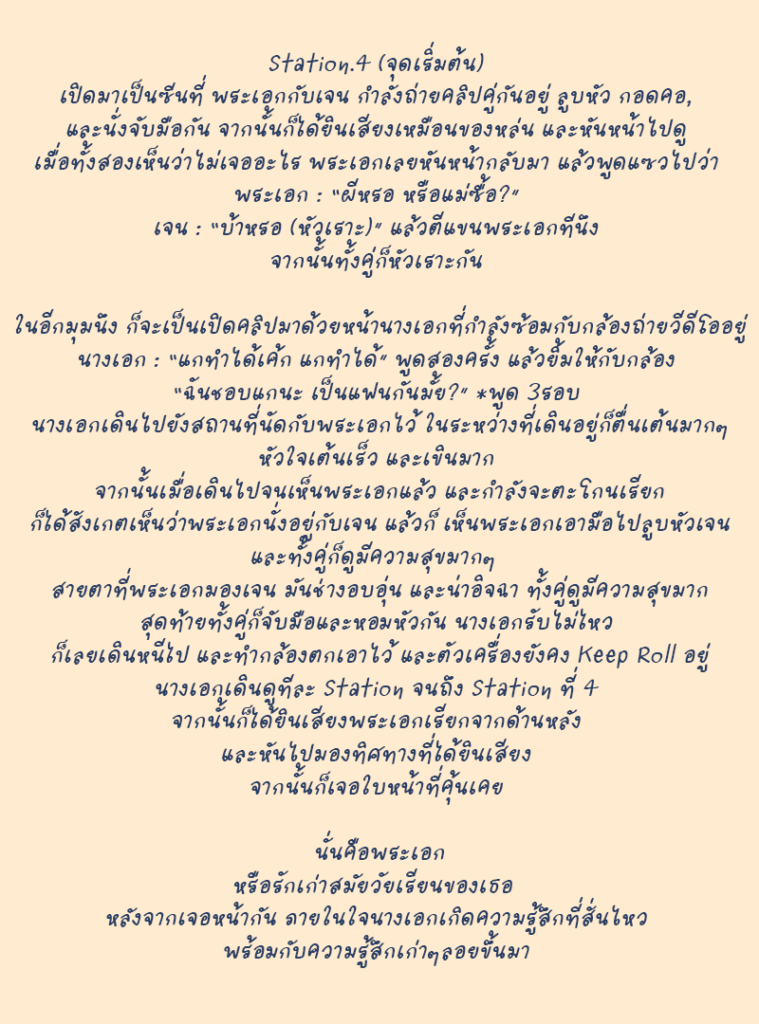 Station.4 (จุดเริ่มต้น)
เปิดมาเป็นซีนที่ พระเอกกับเจน กำลังถ่ายคลิปคู่กันอยู่ ลูบหัว กอดคอ,
และนั่งจับมือกัน จากนั้นก็ได้ยินเสียงเหมือนของหล่น และหันหน้าไปดู
เมื่อทั้งสองเห็นว่าไม่เจออะไร พระเอกเลยหันหน้ากลับมา แล้วพูดแซวไปว่า
พระเอก : “ผีหรอ หรือแม่ซื้อ?”
เจน : “บ้าหรอ (หัวเราะ)” แล้วตีแขนพระเอกทีนึง
จากนั้นทั้งคู่ก็หัวเราะกัน
ในอีกมุมนึง ก็จะเป็นเปิดคลิปมาด้วยหน้านางเอกที่กำลังซ้อมกับกล้องถ่ายวีดีโออยู่
นางเอก : “แกทำได้เค้ก แกทำได้” พูดสองครั้ง แล้วยิ้มให้กับกล้อง
“ฉันชอบแกนะ เป็นแฟนกันมั้ย?” *พูด 3รอบ
นางเอกเดินไปยังสถานที่นัดกับพระเอกไว้ ในระหว่างที่เดินอยู่ก็ตื่นเต้นมากๆ
หัวใจเต้นเร็ว และเขินมาก
จากนั้นเมื่อเดินไปจนเห็นพระเอกแล้ว และกำลังจะตะโกนเรียก
ก็ได้สังเกตเห็นว่าพระเอกนั่งอยู่กับเจน แล้วก็ เห็นพระเอกเอามือไปลูบหัวเจน
และทั้งคู่ก็ดูมีความสุขมากๆ
สายตาที่พระเอกมองเจน มันช่างอบอุ่น และน่าอิจฉา ทั้งคู่ดูมีความสุขมาก
สุดท้ายทั้งคู่ก็จับมือและหอมหัวกัน นางเอกรับไม่ไหว
ก็เลยเดินหนีไป และทำกล้องตกเอาไว้ และตัวเครื่องยังคง Keep Roll อยู่
นางเอกเดินดูทีละ Station จนถึง Station ที่ 4
จากนั้นก็ได้ยินเสียงพระเอกเรียกจากด้านหลัง
และหันไปมองทิศทางที่ได้ยินเสียง
จากนั้นก็เจอใบหน้าที่คุ้นเคย
นั่นคือพระเอก
หรือรักเก่าสมัยวัยเรียนของเธอ
หลังจากเจอหน้ากัน ภายในใจนางเอกเกิดความรู้สึกที่สั่นไหว
พร้อมกับความรู้สึกเก่าๆลอยขึ้นมา